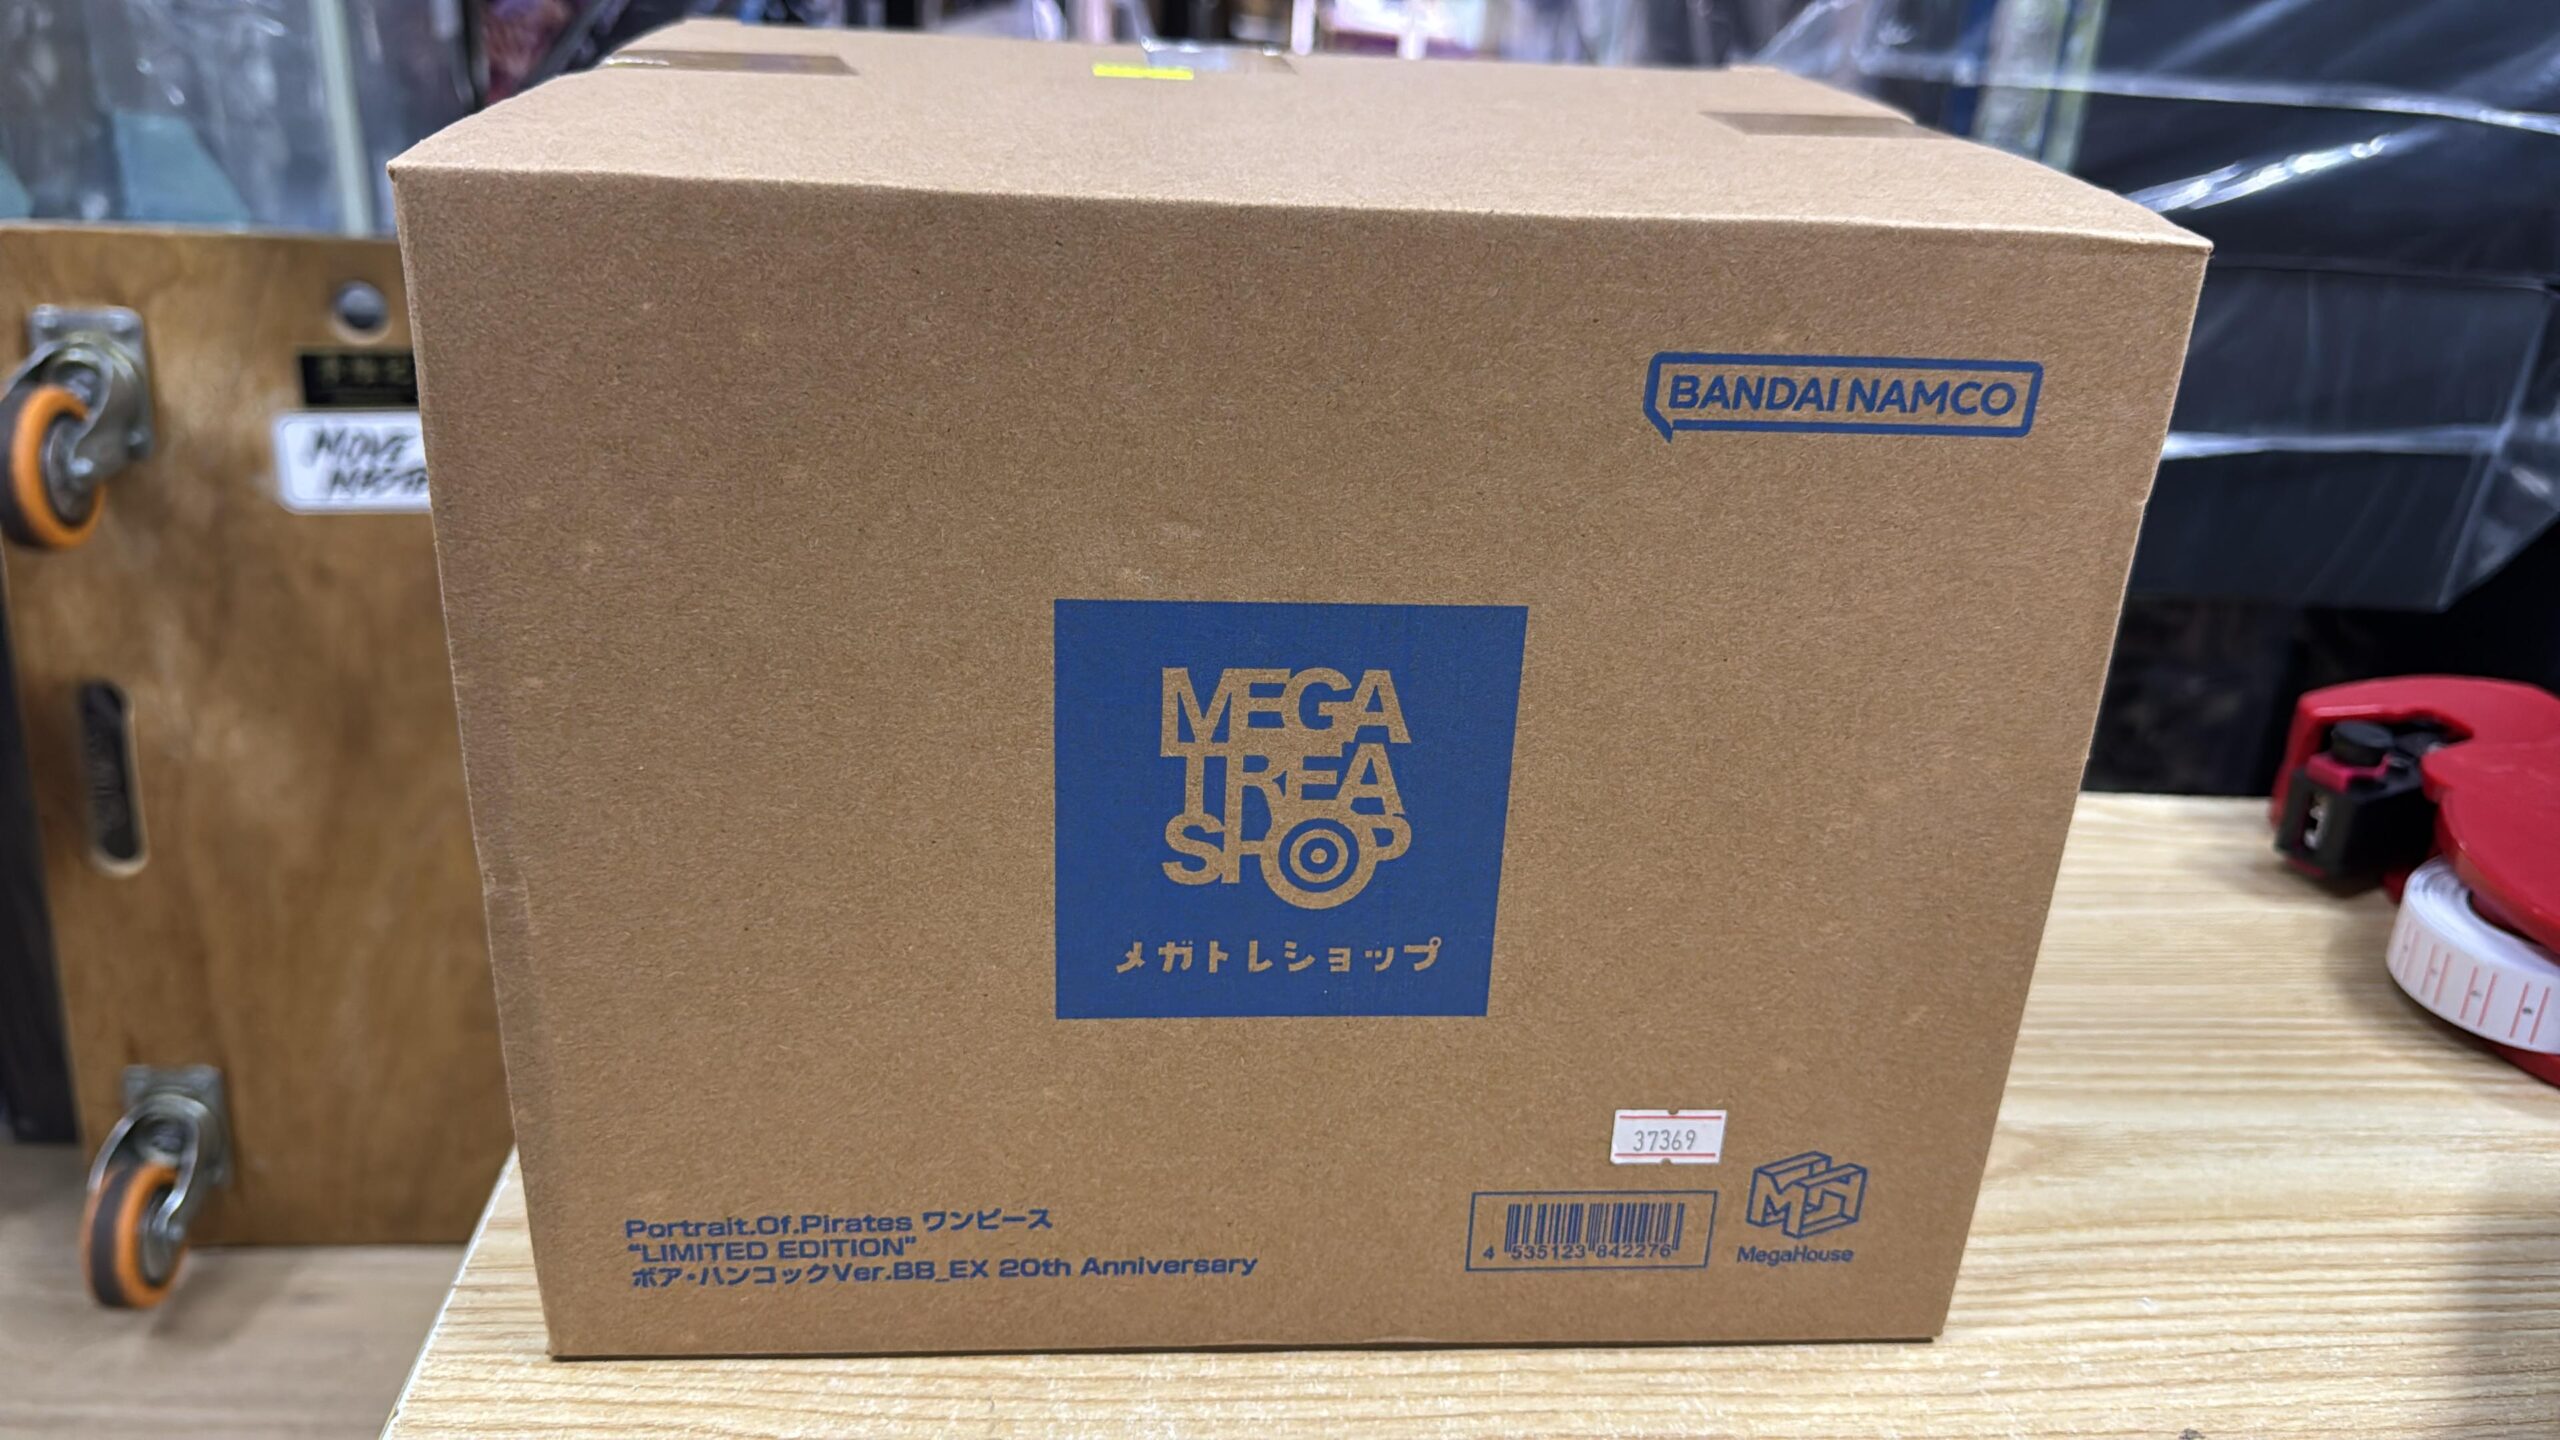 MOVE
BANDAI NAMCO
MEGA
TREA
SHOP
メガトレショップ
37369
Portrait.Of.Pirates ワンピース
"LIMITED EDITION"
ボア・ハンコックVer.BB_EX 20th Anniversary
4 535123 842276
MegaHouse